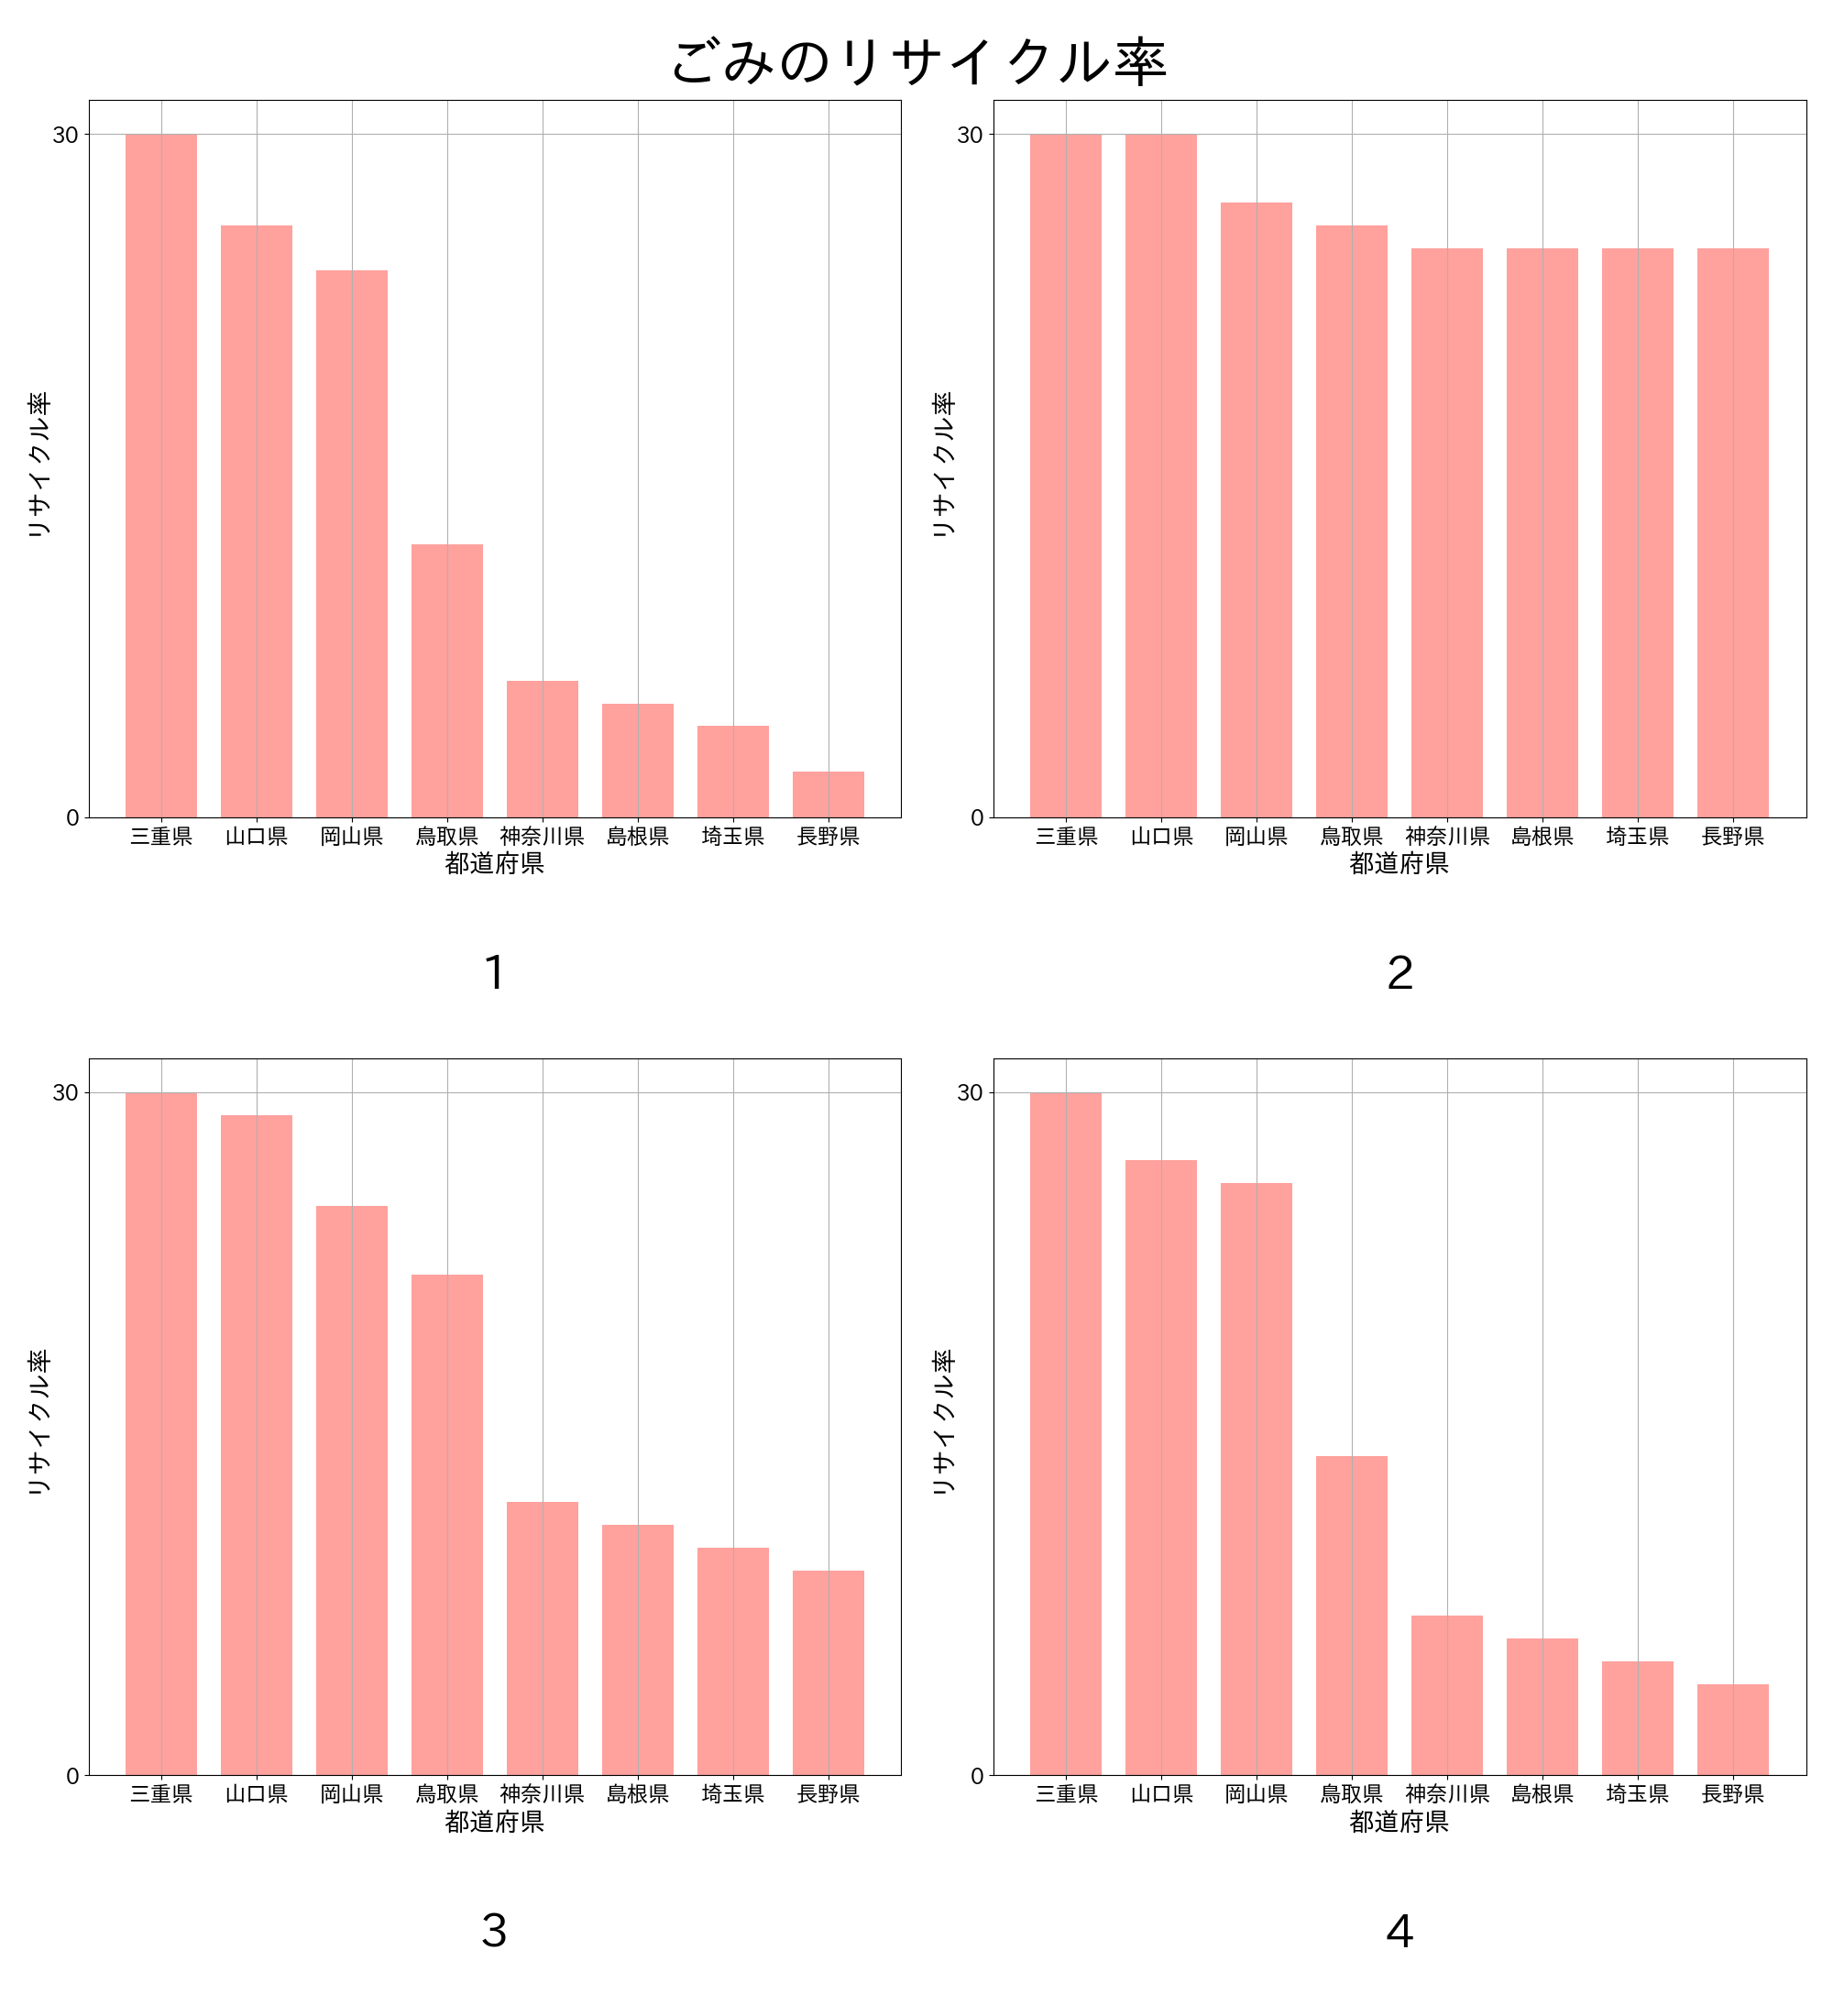 ごみのリサイクル率
30
0
リサイクル率
三重県 山口県 岡山県 鳥取県 神奈川県 島根県 埼玉県 長野県
都道府県
1
30
0
リサイクル率
三重県 山口県 岡山県 鳥取県 神奈川県 島根県 埼玉県 長野県
都道府県
2
30
0
リサイクル率
三重県 山口県 岡山県 鳥取県 神奈川県 島根県 埼玉県 長野県
都道府県
3
30
0
リサイクル率
三重県 山口県 岡山県 鳥取県 神奈川県 島根県 埼玉県 長野県
都道府県
4